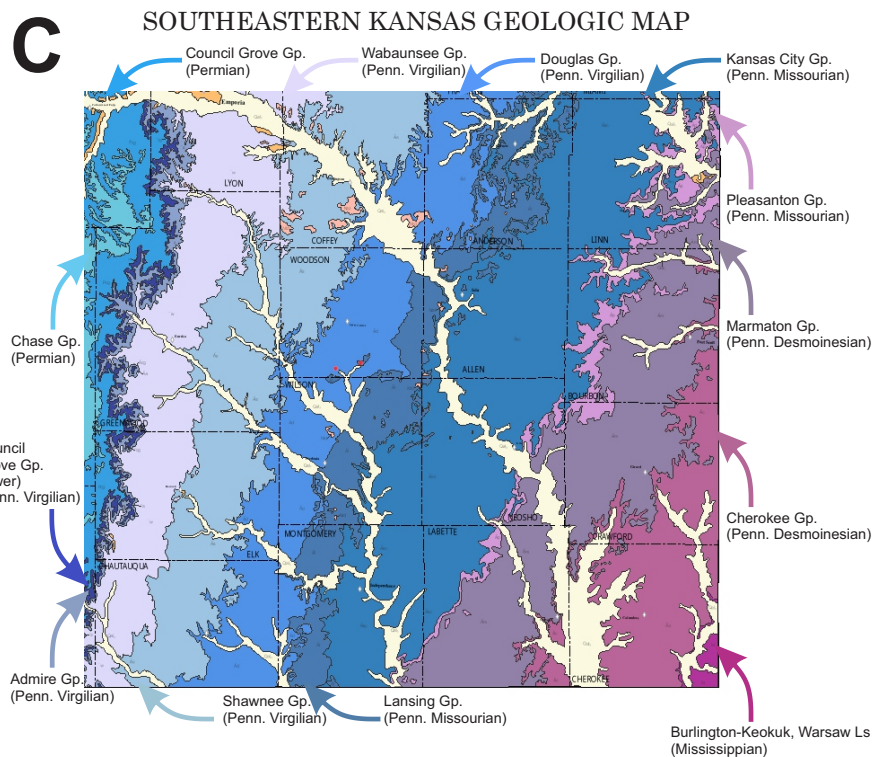 C
SOUTHEASTERN KANSAS GEOLOGIC MAP
Council Grove Gp.
(Permian)
Wabaunsee Gp.
(Penn. Virgilian)
Douglas Gp.
(Penn. Virgilian)
Kansas City Gp.
(Penn. Missourian)
Emporia
LYON
Pleasanton Gp.
(Penn. Missourian)
COFFEY
ANDERSON
LINN
WOODSON
Chase Gp.
(Permian)
Marmaton Gp.
(Penn. Desmoinesian)
ALLEN
WILSON
BOURBON
GREENWOOD
uncil
ove Gp.
wer)
enn. Virgilian)
Cherokee Gp.
(Penn. Desmoinesian)
NEOSHO
MONTGOMERY
LABETTE
CRAWFORD
ELK
CHAUTAUQUA
Admire Gp.
(Penn. Virgilian)
CHEROKEE
Shawnee Gp.
(Penn. Virgilian)
Lansing Gp.
(Penn. Missourian)
Burlington-Keokuk, Warsaw Ls
(Mississippian)